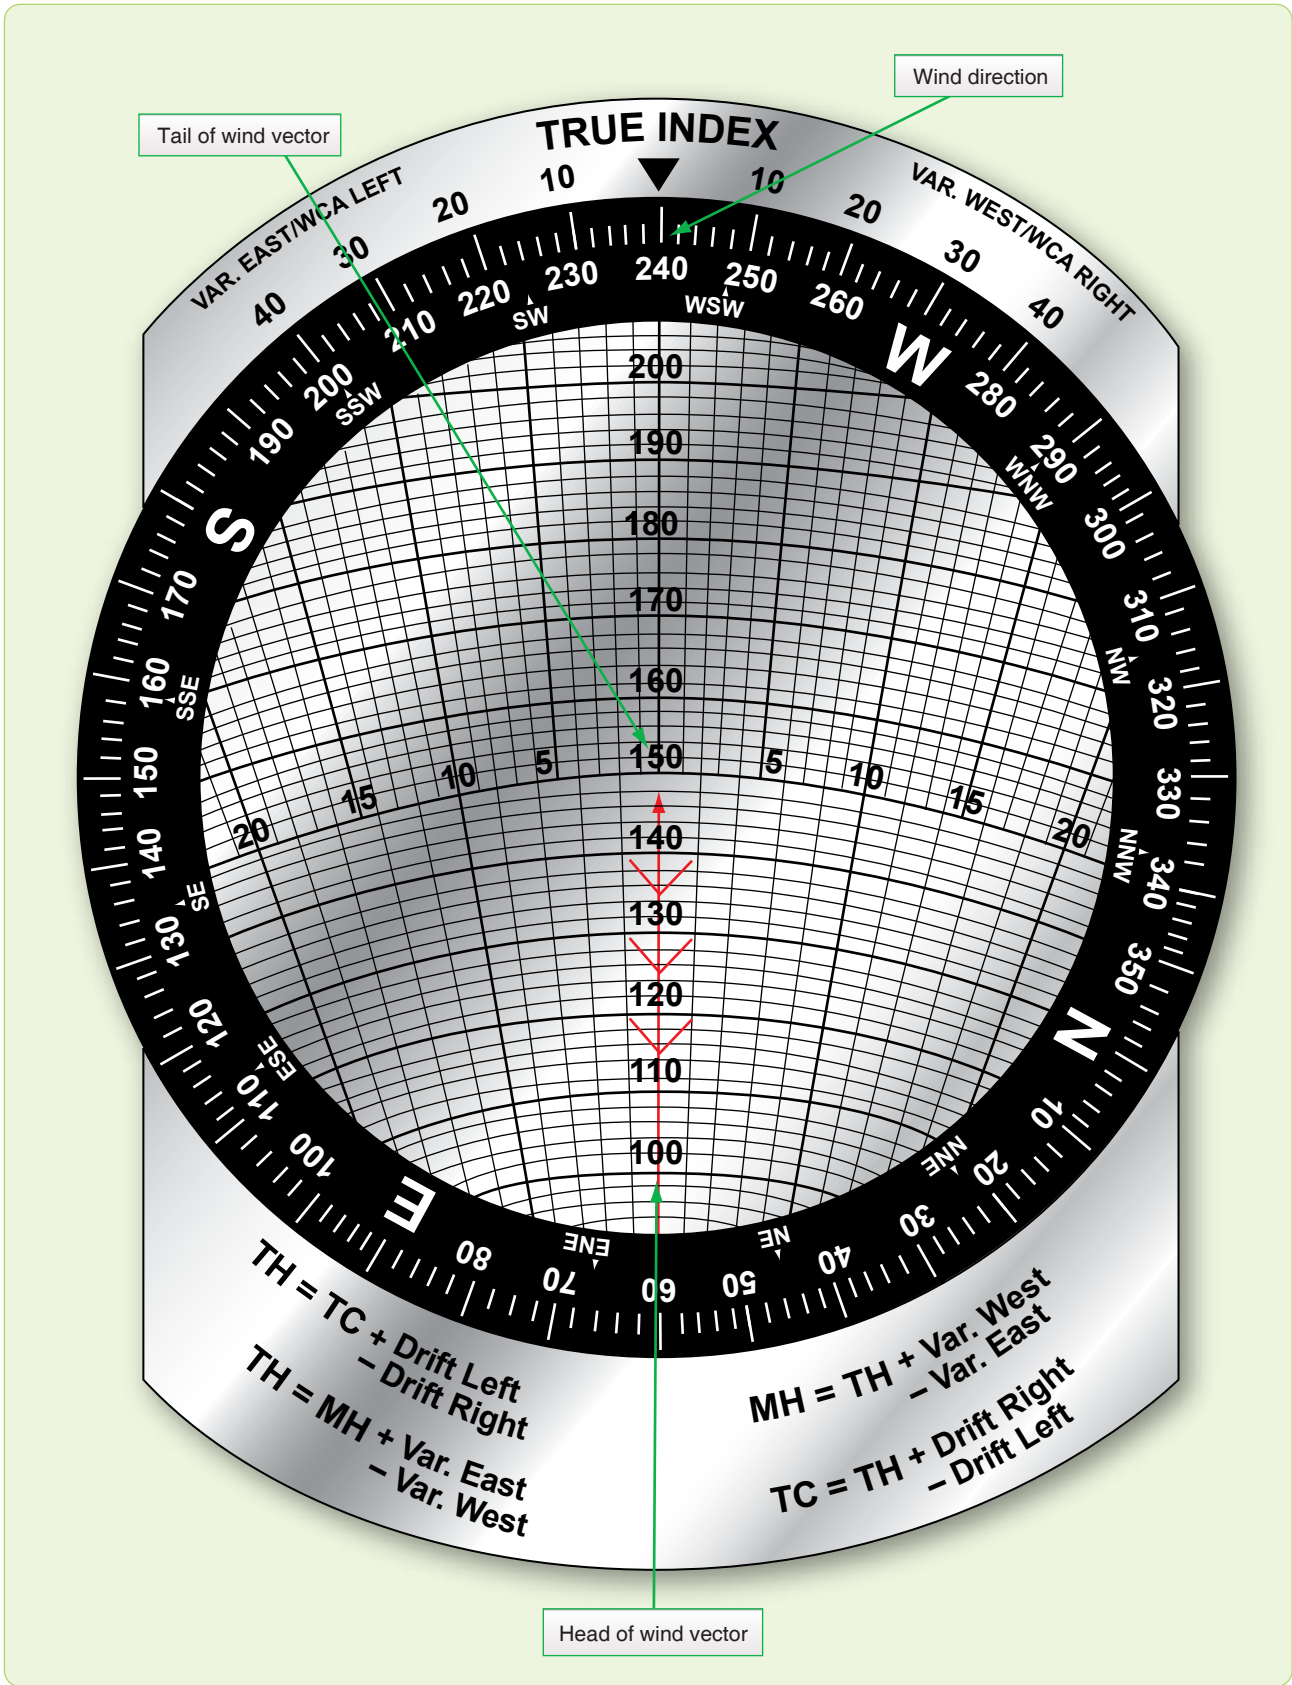 Wind direction
Tail of wind vector
TRUE INDEX
VAR. EAST/WCA LEFT
VAR. WEST/WCA RIGHT
40 30 20 10 10 20 30 40
240 250 260 W 280 290 300 310 320 330 340 350 N 10 20 30 40 50 60 70 80 E 100 110 120 130 140 150 160 170 S 190 200 210 220 230
WSW WNW NW NNW NNE NE ENE ESE SE SSE SSW SW
200
190
180
170
160
150
20 15 10 5 5 10 15 20
140
130
120
110
100
TH = TC + Drift Left
– Drift Right
TH = MH + Var. East
– Var. West
MH = TH + Var. West
– Var. East
TC = TH + Drift Right
– Drift Left
Head of wind vector